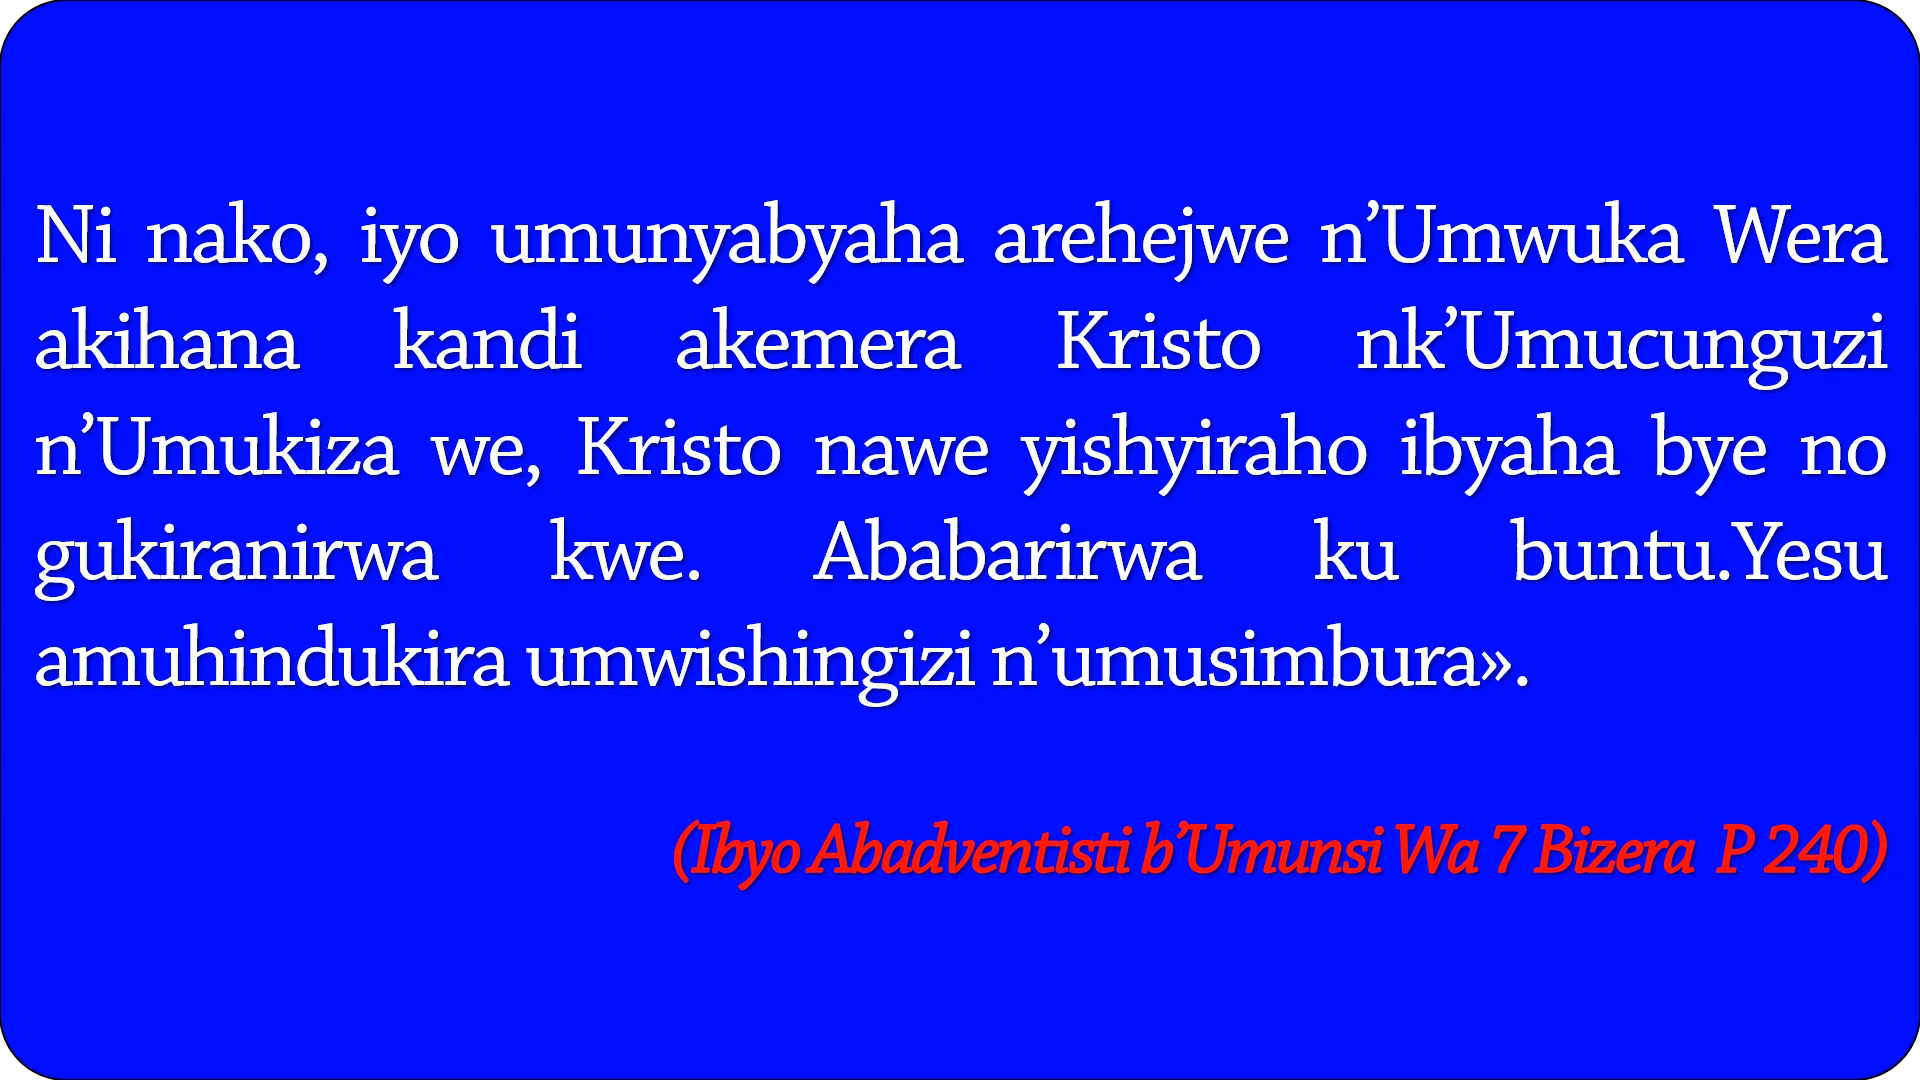 Ni nako, iyo umunyabyaha arehejwe n’Umwuka Wera
akihana kandi akemera Kristo nk’Umucunguzi
n’Umukiza we, Kristo nawe yishyiraho ibyaha bye no
gukiranirwa kwe. Ababarirwa ku buntu.Yesu
amuhindukira umwishingizi n’umusimbura».
(Ibyo Abadventisti b’Umunsi Wa 7 Bizera P 240)